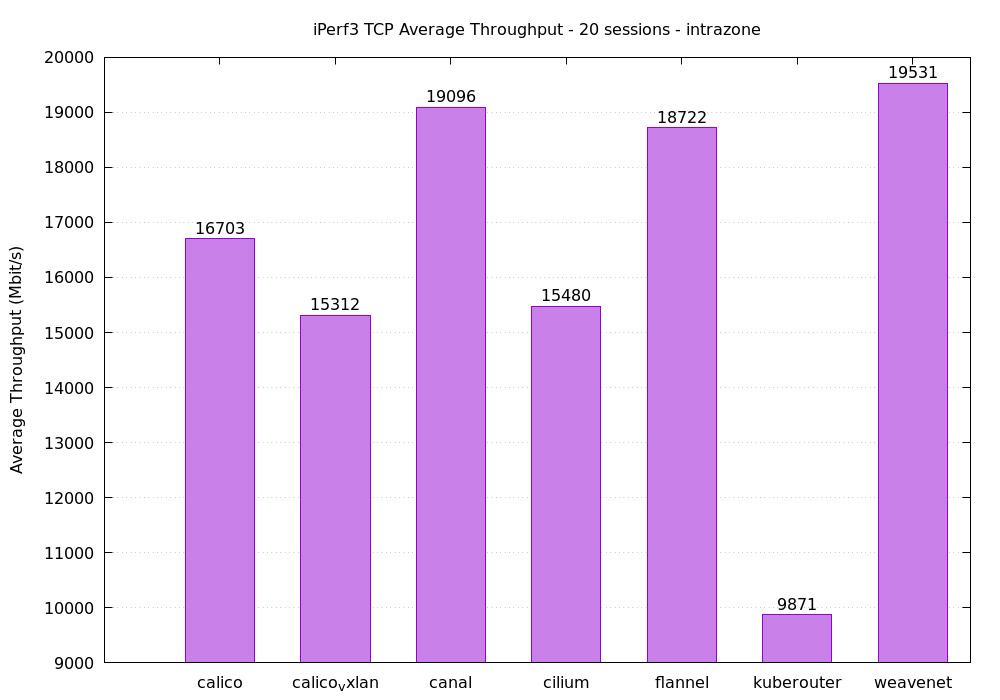 iPerf3 TCP Average Throughput - 20 sessions - intrazone
Average Throughput (Mbit/s)
20000
19000
18000
17000
16000
15000
14000
13000
12000
11000
10000
9000
16703
15312
19096
15480
18722
9871
19531
calico
calicovxlan
canal
cilium
flannel
kuberouter
weavenet